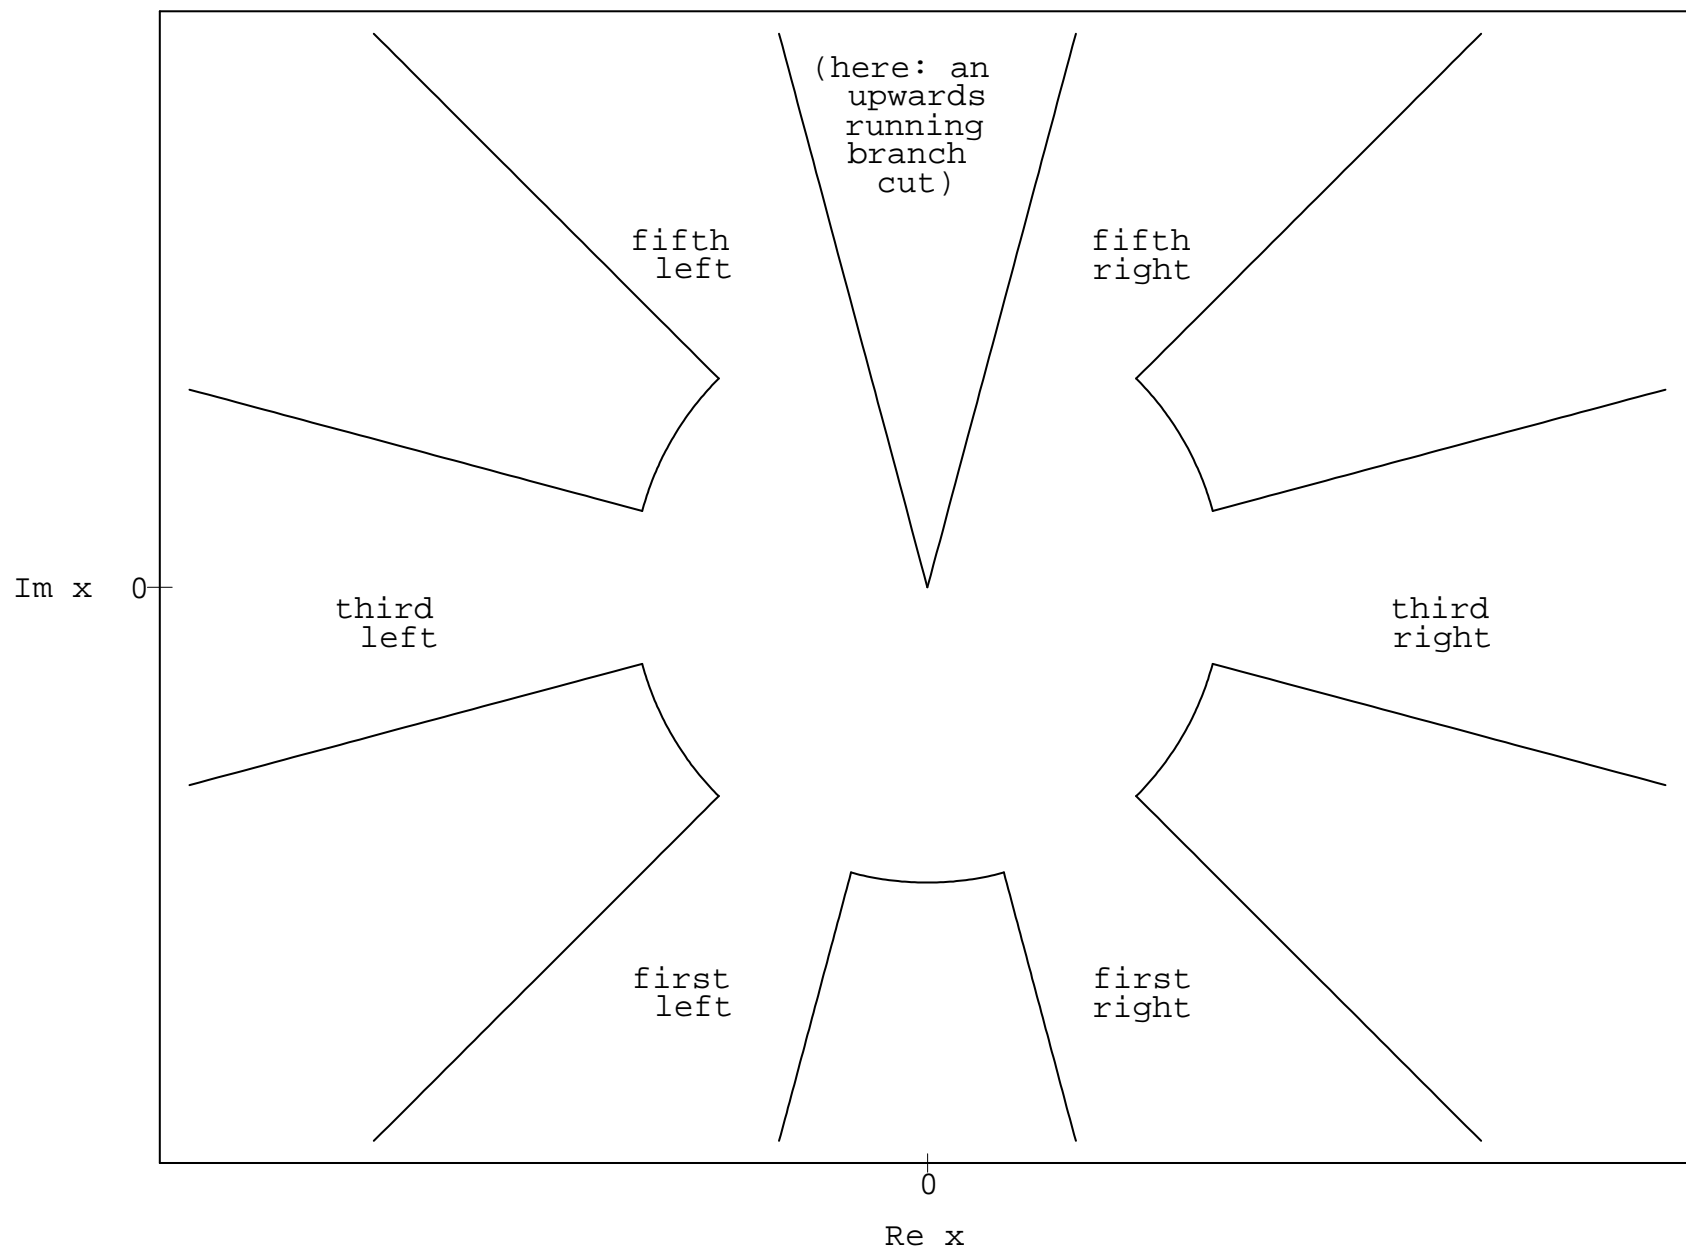 (here: an
upwards
running
branch
cut)
fifth
left
fifth
right
Im x 0
third
left
third
right
first
left
first
right
0
Re x